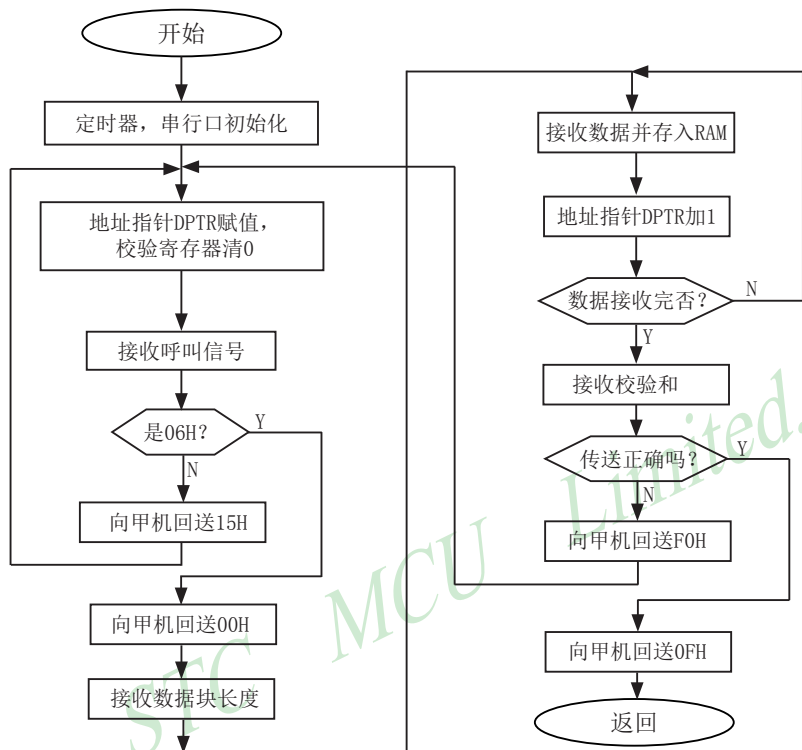 开始
定时器，串行口初始化
地址指针DPTR赋值，
校验寄存器清0
接收呼叫信号
是06H？
Y
N
向甲机回送15H
向甲机回送00H
接收数据块长度
接收数据并存入RAM
地址指针DPTR加1
数据接收完否？
N
Y
接收校验和
传送正确吗？
Y
N
向甲机回送F0H
向甲机回送0FH
返回
STC MCU Limited.